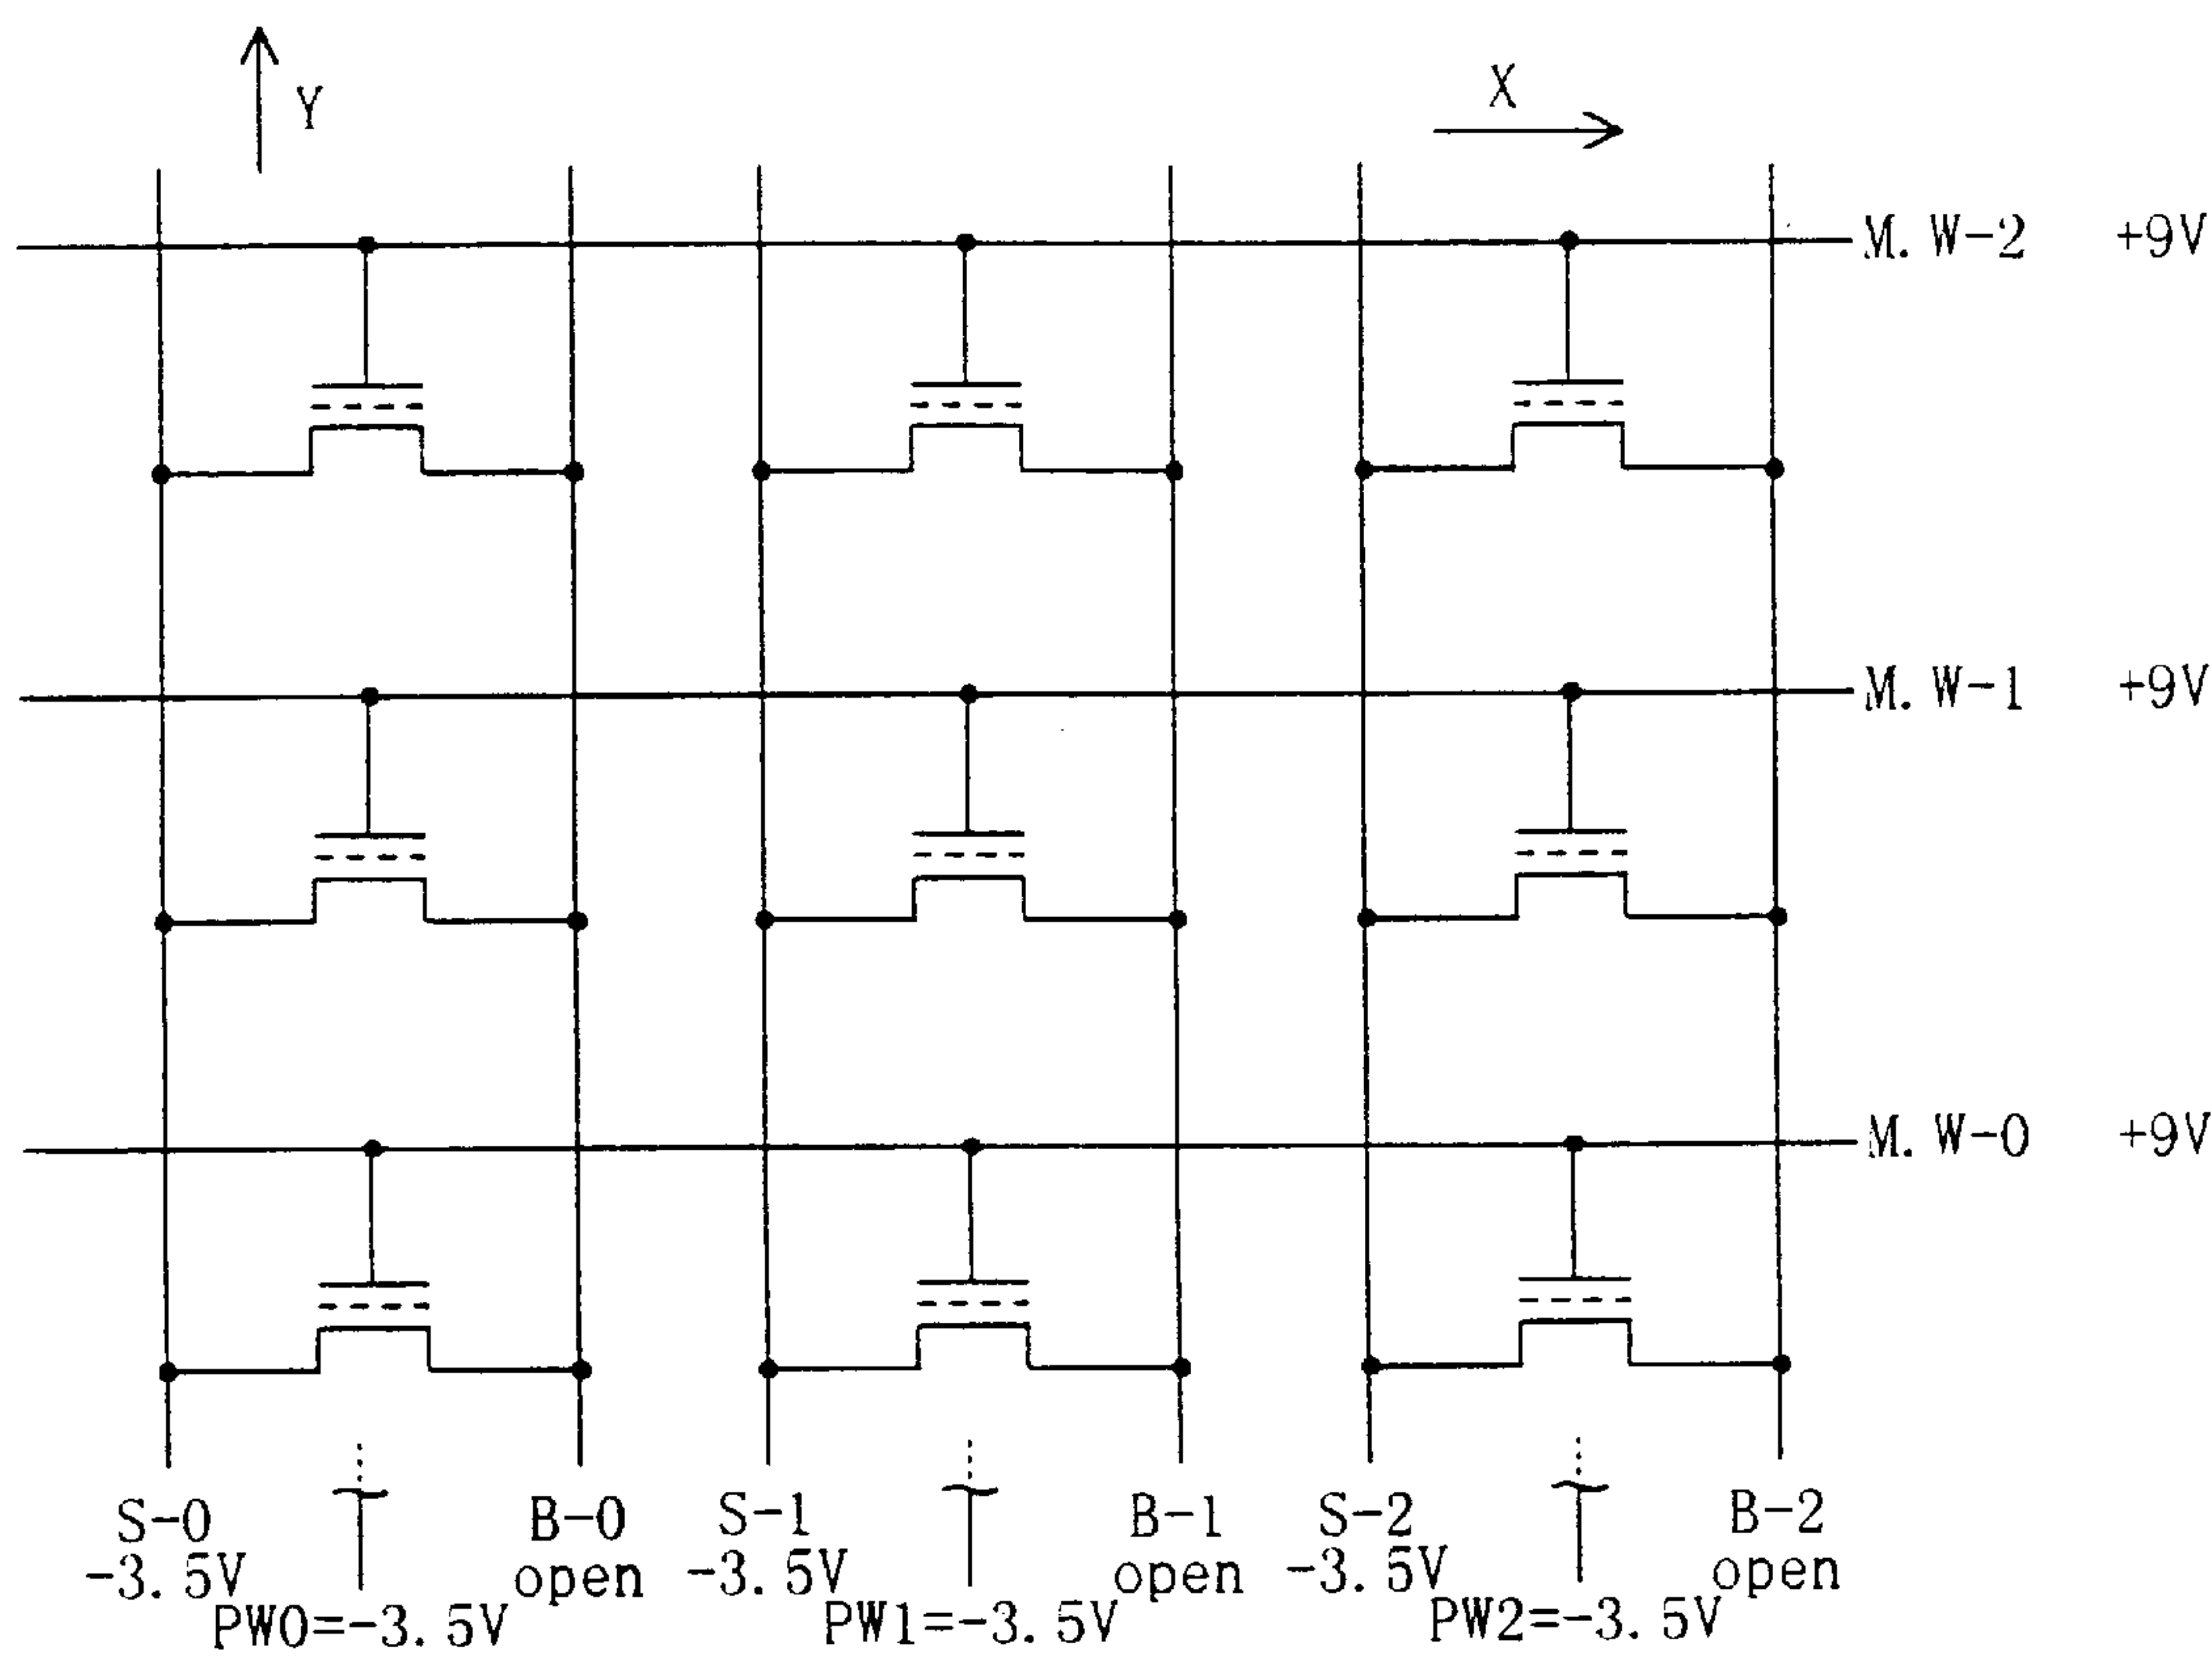 Y
X
M. W-2 +9V
M. W-1 +9V
M. W-0 +9V
S-0 B-0 S-1 B-1 S-2 B-2
-3. 5V open -3. 5V open -3. 5V open
PW0=-3. 5V PW1=-3. 5V PW2=-3. 5V